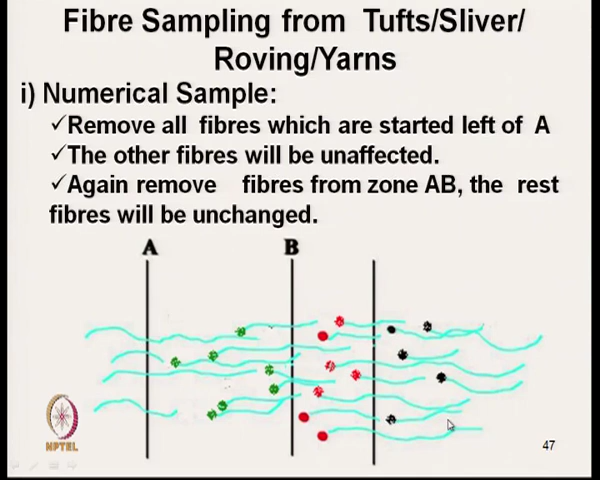 Fibre Sampling from Tufts/Sliver/
Roving/Yarns
i) Numerical Sample:
✓Remove all fibres which are started left of A
✓The other fibres will be unaffected.
✓Again remove fibres from zone AB, the rest
fibres will be unchanged.
A B
NPTEL
47